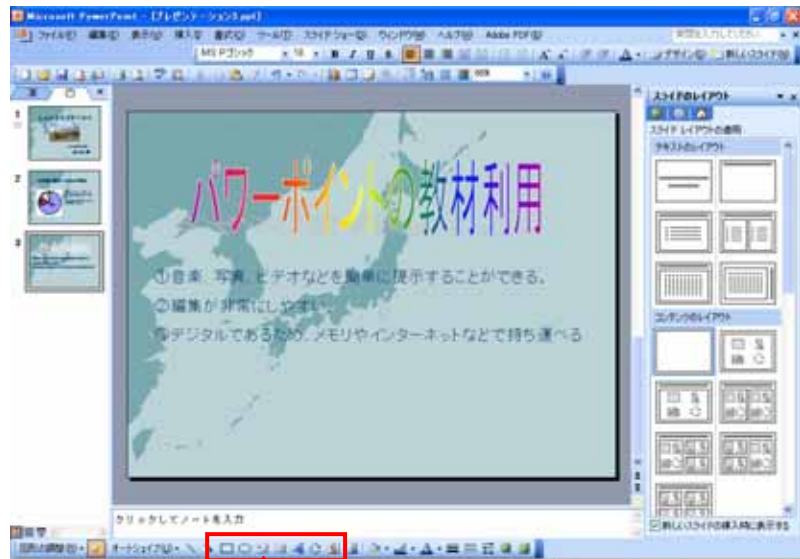 Microsoft PowerPoint - [プレゼンテーション3.ppt]
ファイル(F) 編集(E) 表示(V) 挿入(I) 書式(O) ツール(T) スライド ショー(D) ウィンドウ(W) ヘルプ(H) Adobe PDF(B)
MS Pゴシック 18 デザイン(S) 新しいスライド(N)
スライドのレイアウト
スライド レイアウトの適用
テキストのレイアウト
1
2
3
パワーポイントの教材利用
①音楽、写真、ビデオなどを簡単に提示することができる。
②編集が非常にしやすい
③デジタルであるため、メモリやインターネットなどで持ち運べる
コンテンツのレイアウト
クリックしてノートを入力
新しいスライドの挿入時に表示する
図形の調整(R) オートシェイプ(U)